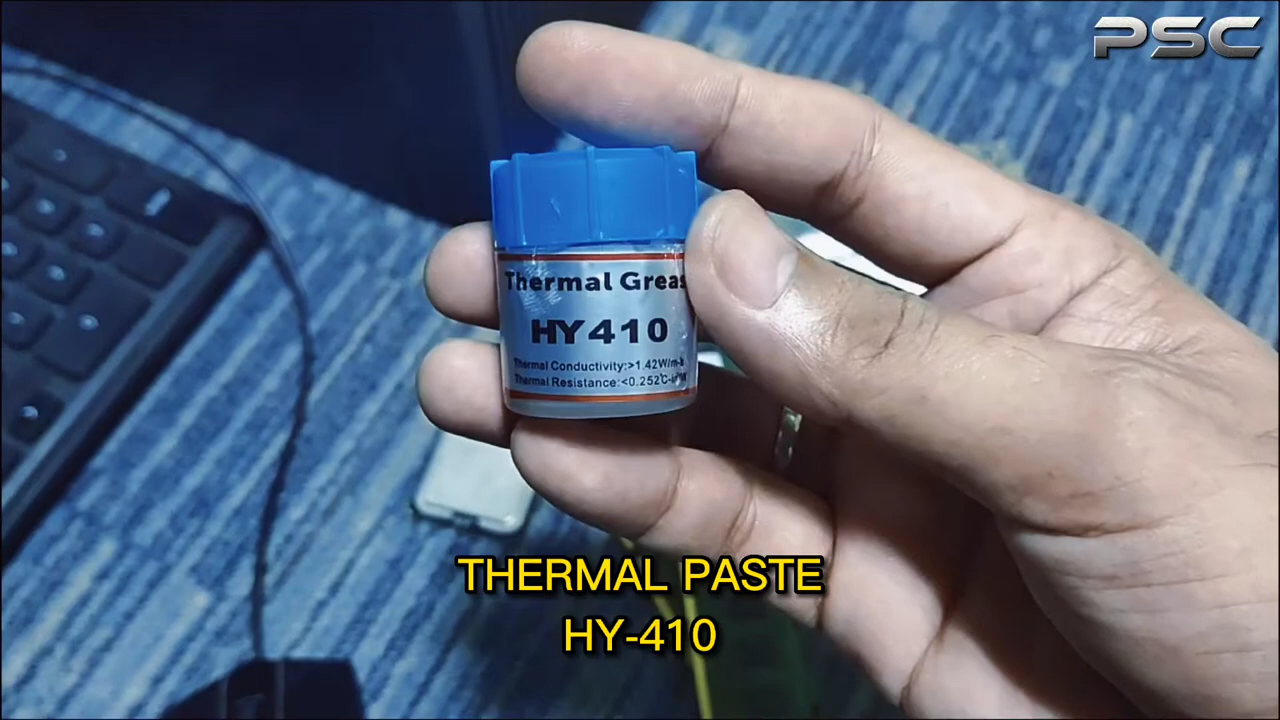 PSC
Thermal Greas
HY410
Thermal Conductivity:>1.42W/m-k
Thermal Resistance:<0.252℃-
THERMAL PASTE
HY-410